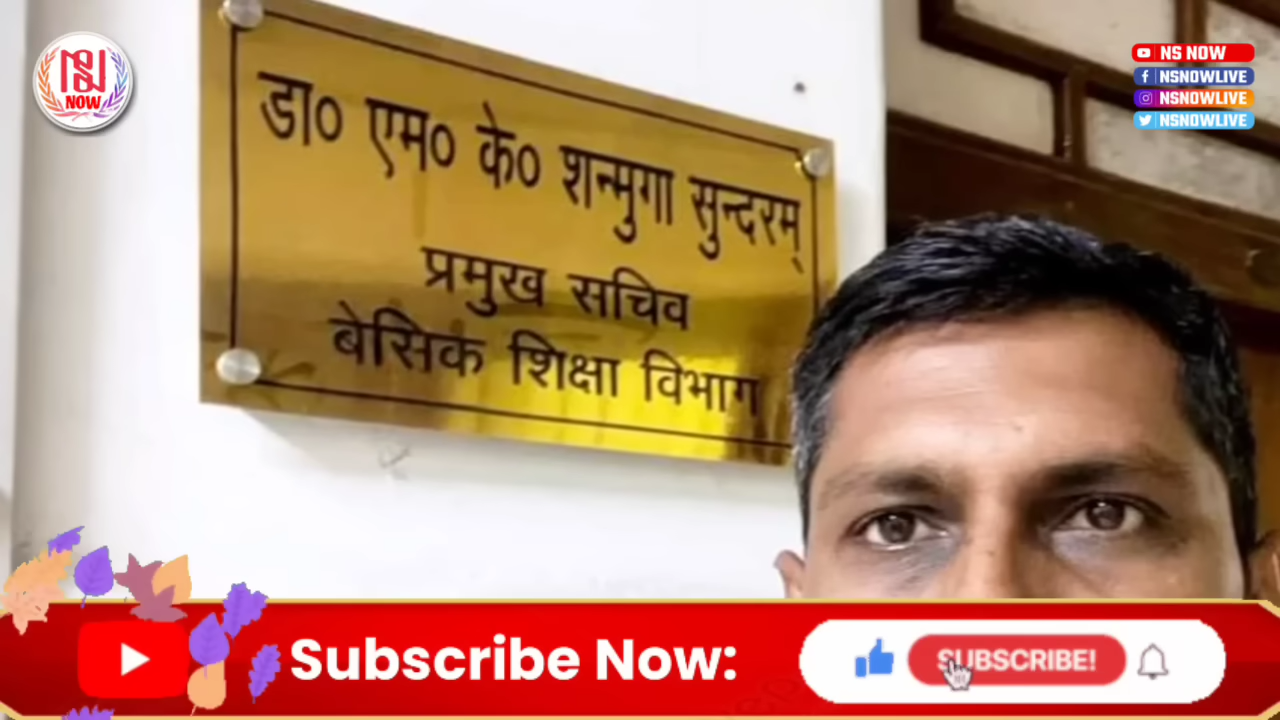 NS
NOW
NS NOW
NSNOWLIVE
NSNOWLIVE
NSNOWLIVE
डा० एम० के० शन्मुगा सुन्दरम्
प्रमुख सचिव
बेसिक शिक्षा विभाग
Subscribe Now:
SUBSCRIBE!